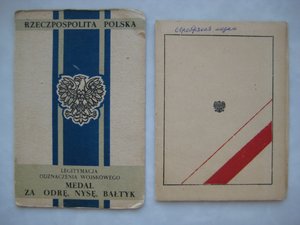 RZECZPOSPOLITA POLSKA
LEGITYMACJA
ODZNACZENIA WOJSKOWEGO
MEDAL
ZA ODRĘ, NYSĘ, BAŁTYK